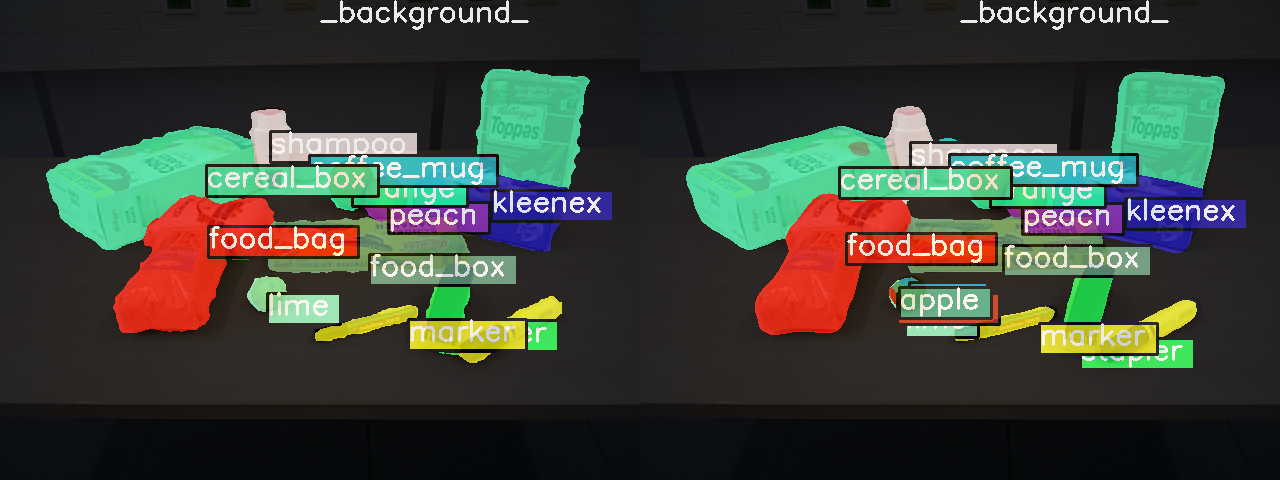 _background_
_background_
Toppas
Toppas
shampoo
coffee_mug
cereal_box
kleenex
peach
food_bag
food_box
lime
marker
coffee_mug
cereal_box
kleenex
peach
food_bag
food_box
apple
marker
stapler